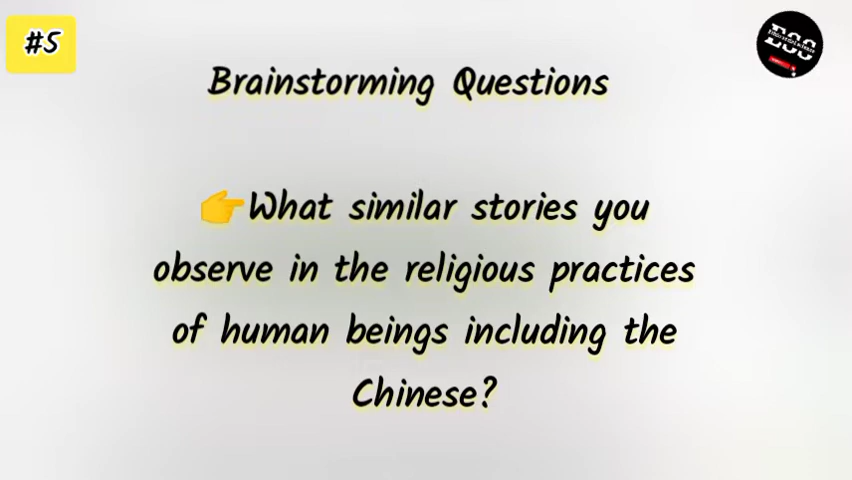 #5
Brainstorming Questions
👉What similar stories you
observe in the religious practices
of human beings including the
Chinese?